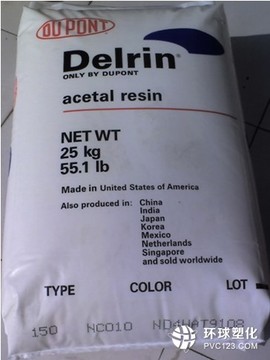 DUPONT
Delrin®
ONLY BY DUPONT
acetal resin
NET WT
25 kg
55.1 lb
Made in United States of America
Also produced in: China
India
Japan
Korea
Mexico
Netherlands
Singapore
and sold worldwide
TYPE COLOR LOT
150 NC010
环球塑化
PVC123.COM